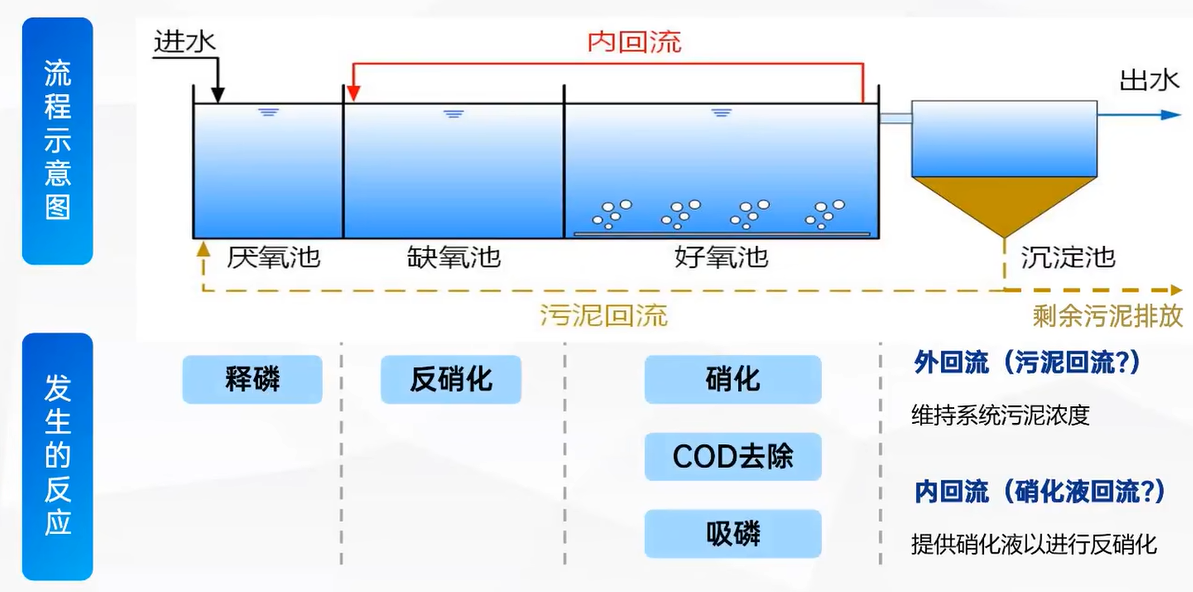 流程示意图
进水
内回流
出水
厌氧池
缺氧池
好氧池
沉淀池
污泥回流
剩余污泥排放
发生的反应
释磷
反硝化
硝化
COD去除
吸磷
外回流（污泥回流?）
维持系统污泥浓度
内回流（硝化液回流?）
提供硝化液以进行反硝化